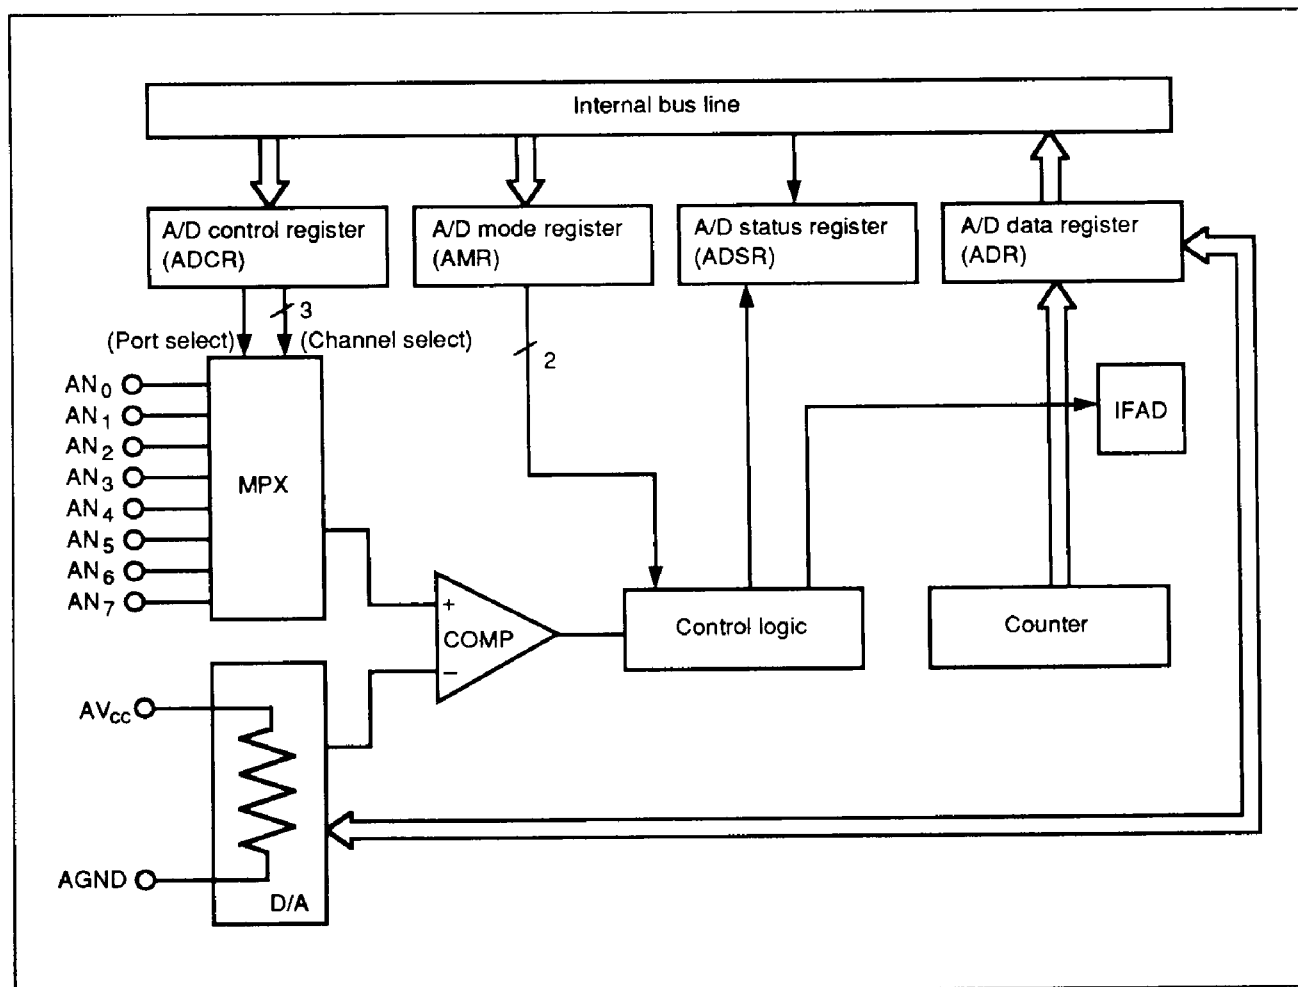 Internal bus line
A/D control register
(ADCR)
A/D mode register
(AMR)
A/D status register
(ADSR)
A/D data register
(ADR)
3
(Port select)
(Channel select)
2
AN0
AN1
AN2
AN3
AN4
AN5
AN6
AN7
MPX
IFAD
+
COMP
−
Control logic
Counter
AVcc
AGND
D/A